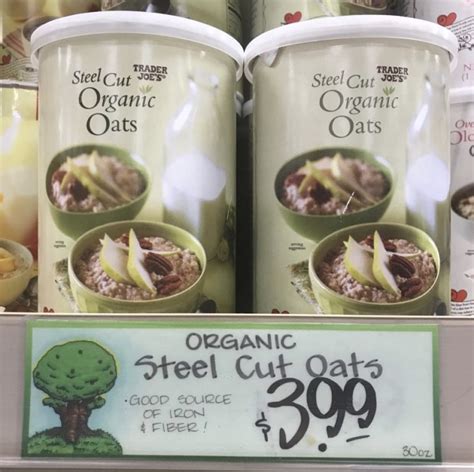 TRADER
JOE'S
Steel Cut
Organic
Oats
TRADER
JOE'S
Steel Cut
Organic
Oats
ORGANIC
Steel Cut Oats
• GOOD SOURCE
OF IRON
& FIBER!
$3.99
30oz